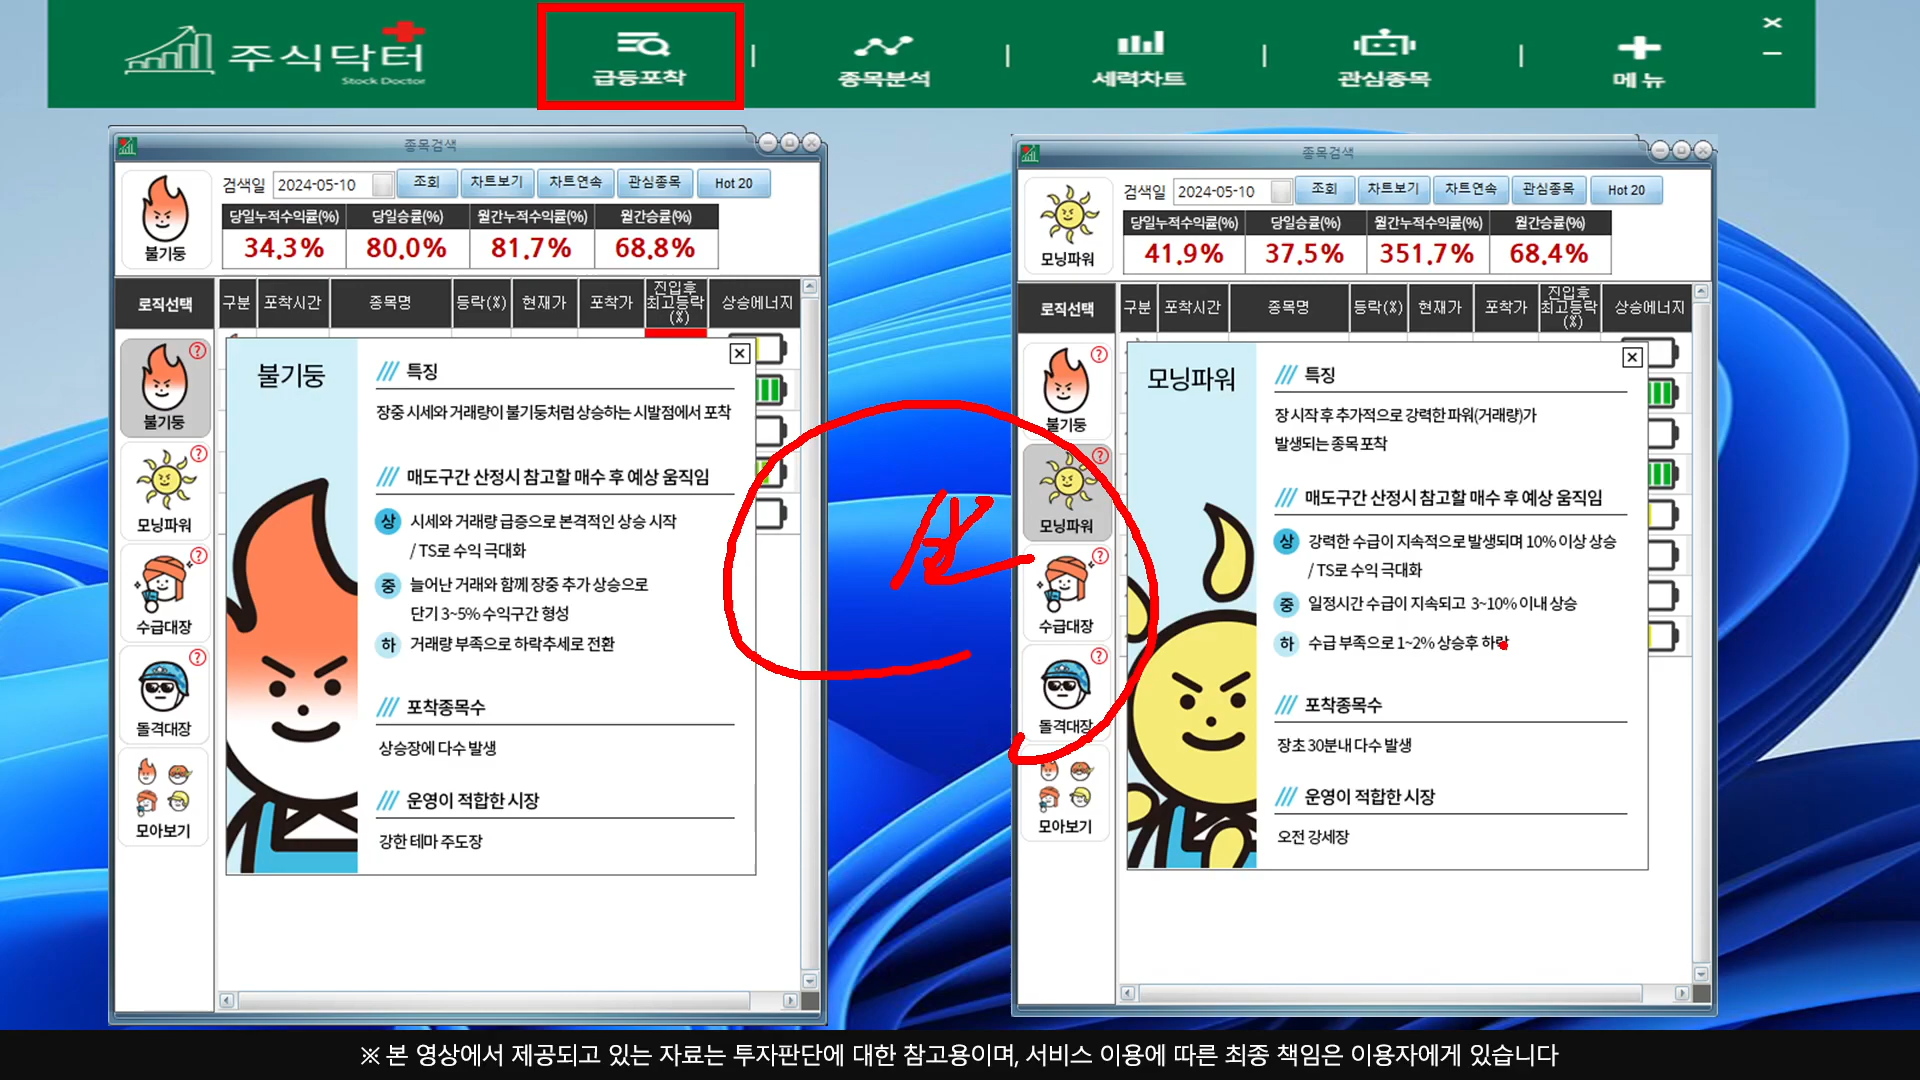 주식닥터
Stock Doctor
급등포착
종목분석
세력차트
관심종목
메뉴
종목검색
불기둥
검색일 2024-05-10 조회 차트보기 차트연속 관심종목 Hot 20
당일누적수익률(%) 당일승률(%) 월간누적수익률(%) 월간승률(%)
34.3% 80.0% 81.7% 68.8%
로직선택 구분 포착시간 종목명 등락(%) 현재가 포착가 진입후 최고등락 (%) 상승에너지
불기둥
모닝파워
수급대장
돌격대장
모아보기
불기둥
/// 특징
장중 시세와 거래량이 불기둥처럼 상승하는 시발점에서 포착
/// 매도구간 산정시 참고할 매수 후 예상 움직임
상 시세와 거래량 급증으로 본격적인 상승 시작
/ TS로 수익 극대화
중 늘어난 거래와 함께 장중 추가 상승으로
단기 3~5% 수익구간 형성
하 거래량 부족으로 하락추세로 전환
/// 포착종목수
상승장에 다수 발생
/// 운영이 적합한 시장
강한 테마 주도장
종목검색
모닝파워
검색일 2024-05-10 조회 차트보기 차트연속 관심종목 Hot 20
당일누적수익률(%) 당일승률(%) 월간누적수익률(%) 월간승률(%)
41.9% 37.5% 351.7% 68.4%
로직선택 구분 포착시간 종목명 등락(%) 현재가 포착가 진입후 최고등락 (%) 상승에너지
불기둥
모닝파워
수급대장
돌격대장
모아보기
모닝파워
/// 특징
장 시작 후 추가적으로 강력한 파워(거래량)가
발생되는 종목 포착
/// 매도구간 산정시 참고할 매수 후 예상 움직임
상 강력한 수급이 지속적으로 발생되며 10% 이상 상승
/ TS로 수익 극대화
중 일정시간 수급이 지속되고 3~10% 이내 상승
하 수급 부족으로 1~2% 상승후 하락
/// 포착종목수
장초 30분내 다수 발생
/// 운영이 적합한 시장
오전 강세장
※ 본 영상에서 제공되고 있는 자료는 투자판단에 대한 참고용이며, 서비스 이용에 따른 최종 책임은 이용자에게 있습니다